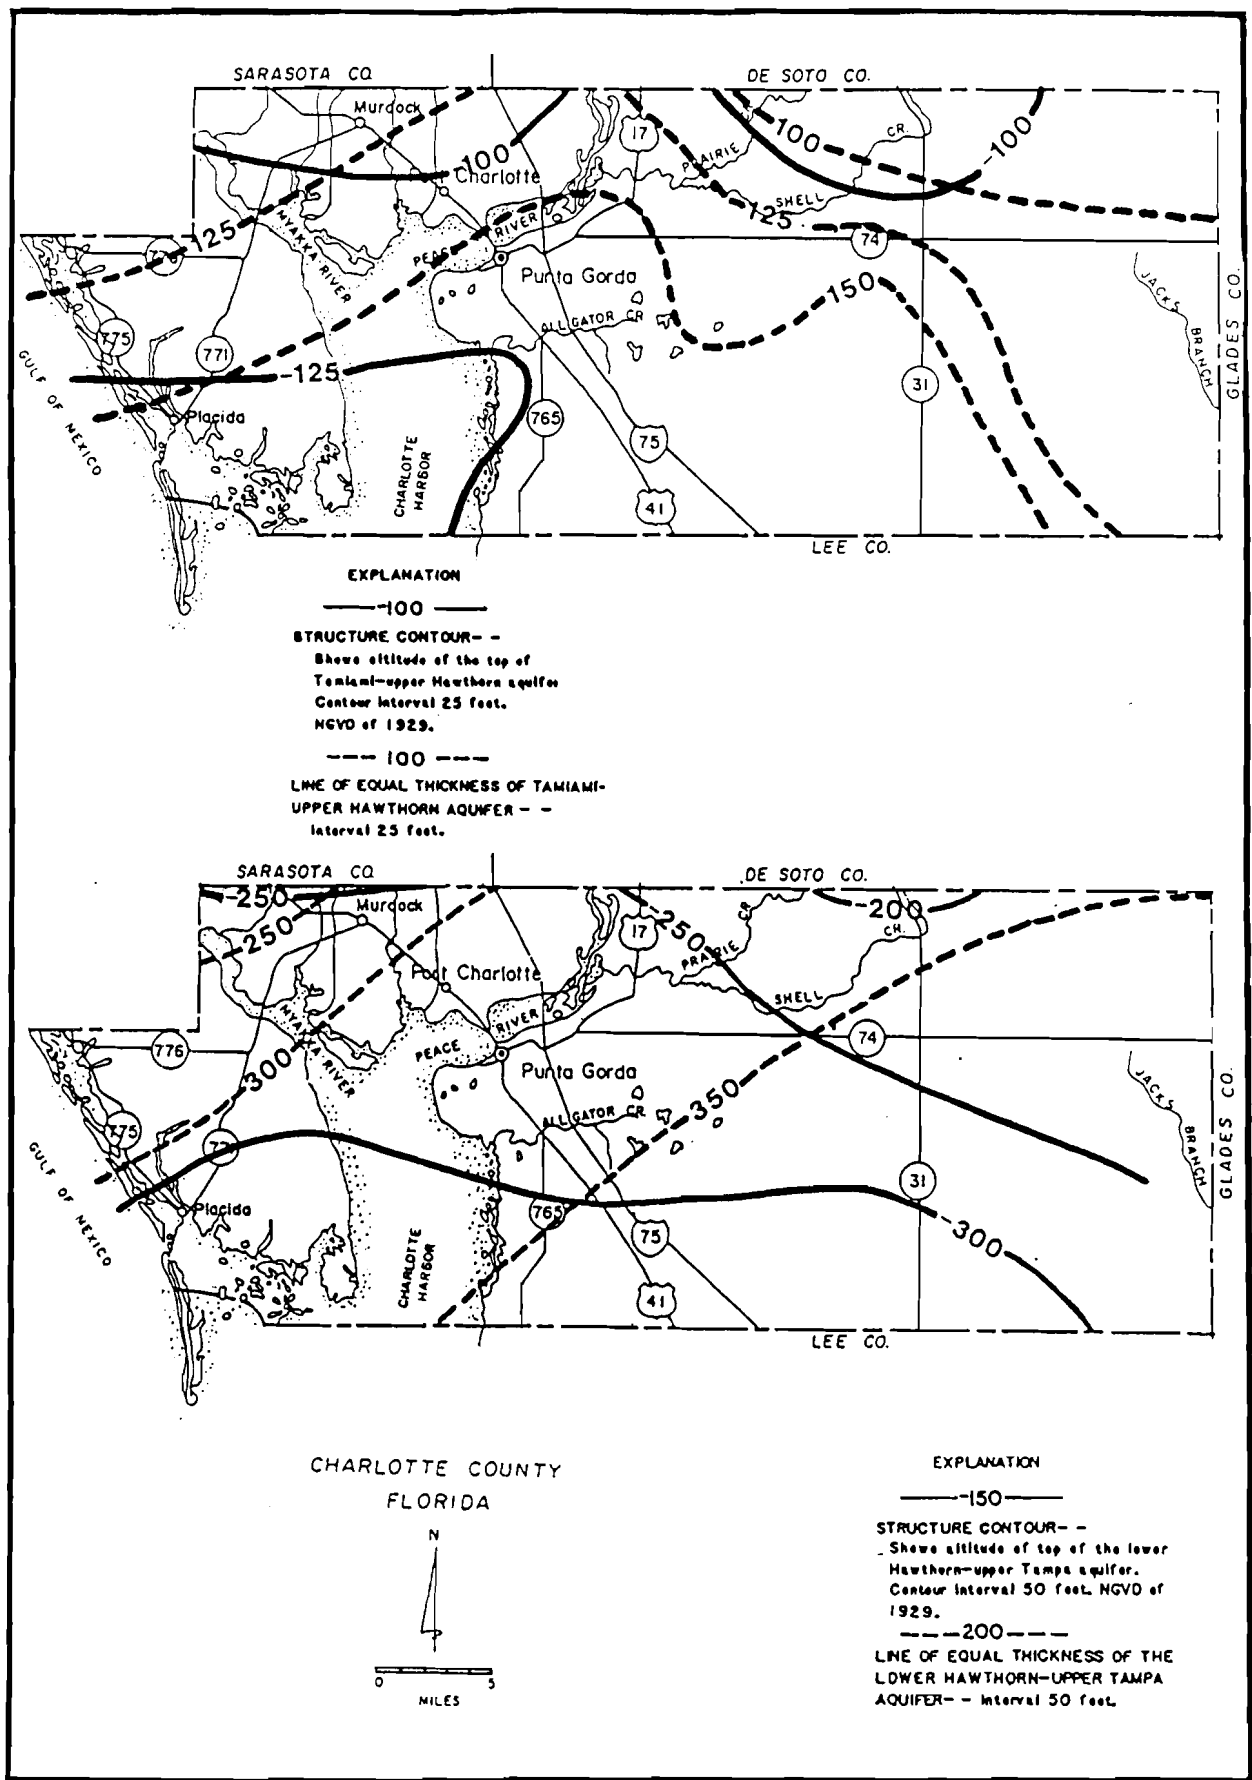 SARASOTA CO.
DE SOTO CO.
Murdock
17
100
CR.
-100
PRAIRIE
-100
Charlotte
SHELL
125
125
MYAKKA RIVER
RIVER
74
PEACE
Punta Gorda
150
JACKS
BRANCH
GLADES CO.
ALLIGATOR CR
775
771
GULF OF MEXICO
-125
31
Placida
765
75
CHARLOTTE
HARBOR
41
LEE CO.
EXPLANATION
-100
STRUCTURE CONTOUR- -
Shows altitude of the top of
Tamiami-upper Hawthorn aquifer
Contour interval 25 feet.
NGVD of 1929.
--- 100 ---
LINE OF EQUAL THICKNESS OF TAMIAMI-
UPPER HAWTHORN AQUIFER - -
Interval 25 feet.
SARASOTA CO.
DE SOTO CO.
-250
Murdock
250
17
-250
CR
-200
CR.
PRAIRIE
Port Charlotte
SHELL
MYAKKA RIVER
RIVER
776
300
PEACE
74
Punta Gorda
350
JACKS
BRANCH
GLADES CO.
ALLIGATOR CR
775
GULF OF MEXICO
31
Placida
765
75
-300
CHARLOTTE
HARBOR
41
LEE CO.
CHARLOTTE COUNTY
FLORIDA
N
0 5
MILES
EXPLANATION
-150
STRUCTURE CONTOUR- -
Shows altitude of top of the lower
Hawthorn-upper Tampa aquifer.
Contour interval 50 feet. NGVD of
1929.
---200---
LINE OF EQUAL THICKNESS OF THE
LOWER HAWTHORN-UPPER TAMPA
AQUIFER- - Interval 50 feet.